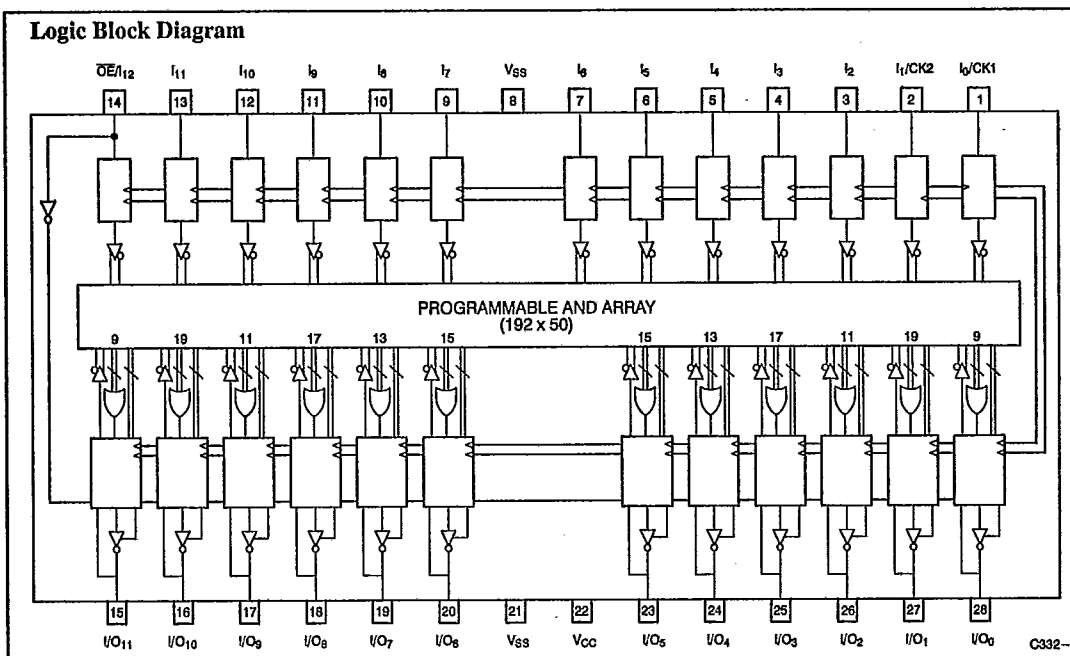 Logic Block Diagram
OE/I12 I11 I10 I9 I8 I7 VSS I6 I5 I4 I3 I2 I1/CK2 I0/CK1
14 13 12 11 10 9 8 7 6 5 4 3 2 1
PROGRAMMABLE AND ARRAY
(192 x 50)
9 19 11 17 13 15 15 13 17 11 19 9
15 16 17 18 19 20 21 22 23 24 25 26 27 28
I/O11 I/O10 I/O9 I/O8 I/O7 I/O6 VSS VCC I/O5 I/O4 I/O3 I/O2 I/O1 I/O0
C332–